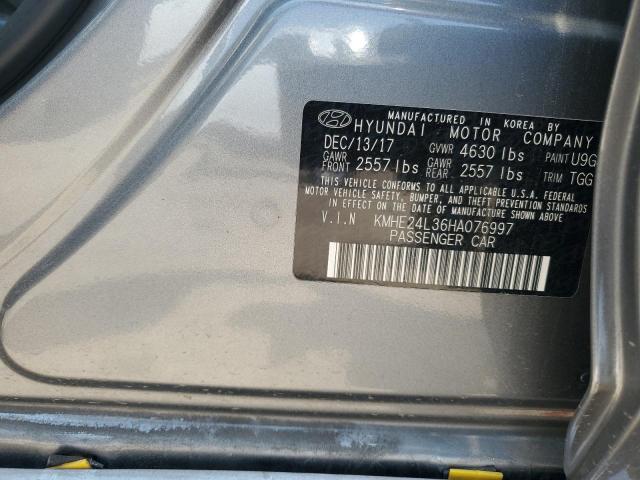 MANUFACTURED IN KOREA BY
HYUNDAI MOTOR COMPANY
DEC/13/17 GVWR 4630 lbs PAINT U9G
GAWR FRONT 2557 lbs GAWR REAR 2557 lbs TRIM TGG
THIS VEHICLE CONFORMS TO ALL APPLICABLE U.S.A. FEDERAL
MOTOR VEHICLE SAFETY, BUMPER, AND THEFT PREVENTION STANDARDS
IN EFFECT ON THE DATE OF MANUFACTURE SHOWN ABOVE.
V.I.N KMHE24L36HA076997
PASSENGER CAR